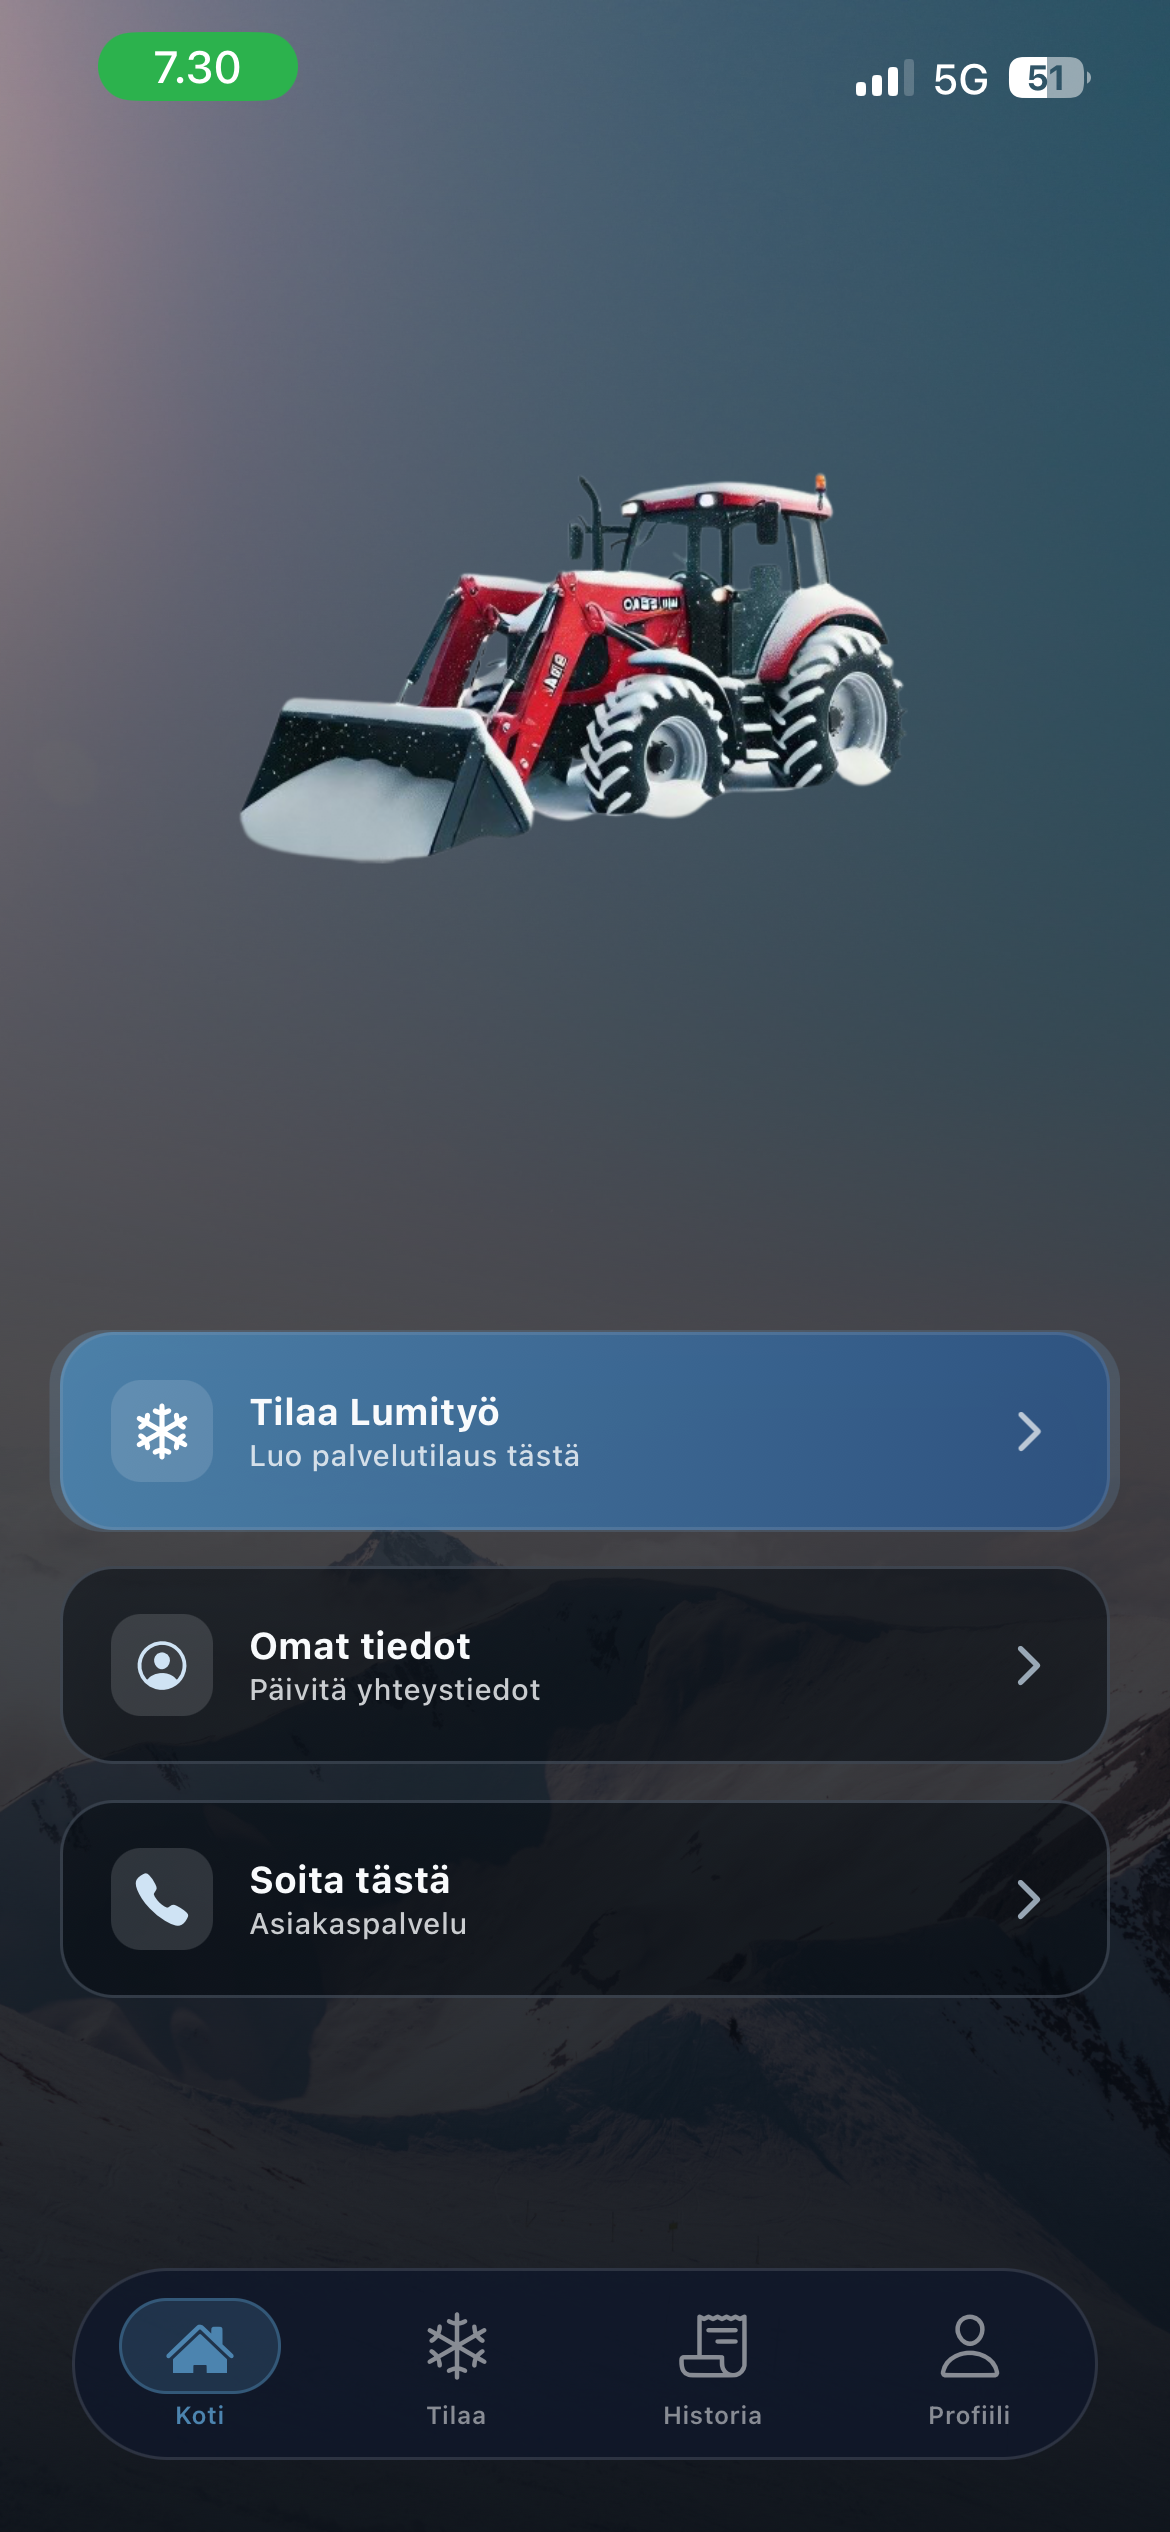 7.30
5G
51
Tilaa Lumityö
Luo palvelutilaus tästä
Omat tiedot
Päivitä yhteystiedot
Soita tästä
Asiakaspalvelu
Koti
Tilaa
Historia
Profiili